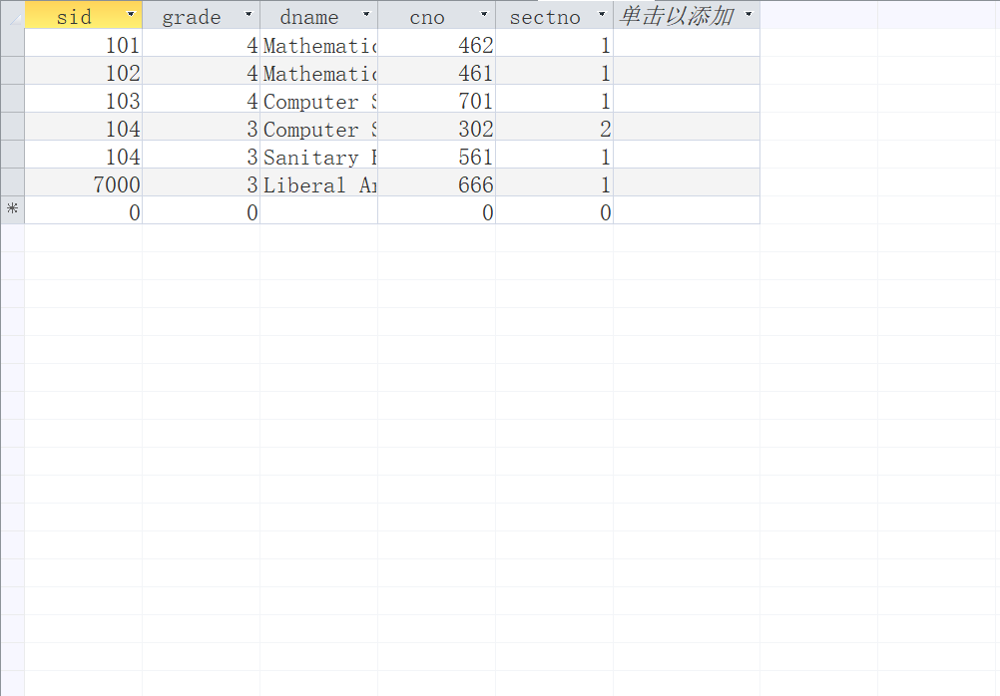 sid grade dname cno sectno 单击以添加
101 4 Mathematic 462 1
102 4 Mathematic 461 1
103 4 Computer S 701 1
104 3 Computer S 302 2
104 3 Sanitary 561 1
7000 3 Liberal Ar 666 1
* 0 0 0 0